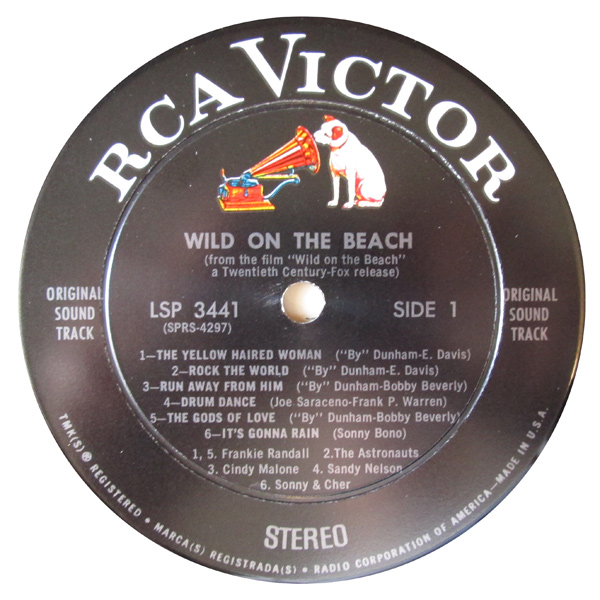 RCA VICTOR
WILD ON THE BEACH
(from the film "Wild on the Beach"
a Twentieth Century-Fox release)
ORIGINAL
SOUND
TRACK
LSP 3441
(SPRS-4297)
SIDE 1
ORIGINAL
SOUND
TRACK
1—THE YELLOW HAIRED WOMAN ("By" Dunham-E. Davis)
2—ROCK THE WORLD ("By" Dunham-E. Davis)
3—RUN AWAY FROM HIM ("By" Dunham-Bobby Beverly)
4—DRUM DANCE (Joe Saraceno-Frank P. Warren)
5—THE GODS OF LOVE ("By" Dunham-Bobby Beverly)
6—IT'S GONNA RAIN (Sonny Bono)
1, 5. Frankie Randall 2.The Astronauts
3. Cindy Malone 4. Sandy Nelson
6. Sonny & Cher
STEREO
TMK(S) ® REGISTERED • MARCA(S) REGISTRADA(S) • RADIO CORPORATION OF AMERICA—MADE IN U.S.A.